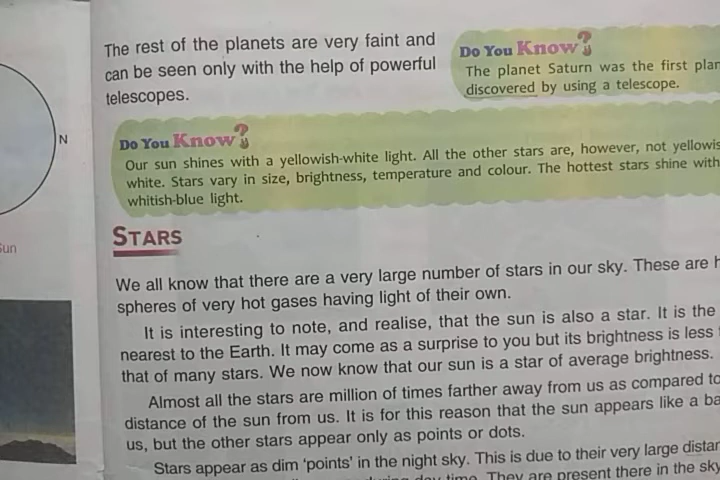 The rest of the planets are very faint and
can be seen only with the help of powerful
telescopes.
Do You Know?
The planet Saturn was the first
discovered by using a telescope.
Do You Know?
Our sun shines with a yellowish-white light. All the other stars are, however, not
white. Stars vary in size, brightness, temperature and colour. The hottest stars shine with
whitish-blue light.
N
STARS
We all know that there are a very large number of stars in our sky. These are
spheres of very hot gases having light of their own.
It is interesting to note, and realise, that the sun is also a star. It is the
nearest to the Earth. It may come as a surprise to you but its brightness is less
that of many stars. We now know that our sun is a star of average brightness.
Almost all the stars are million of times farther away from us as compared to
distance of the sun from us. It is for this reason that the sun appears like a
us, but the other stars appear only as points or dots.
Stars appear as dim 'points' in the night sky. This is due to their very large
day time. They are present there in the sky